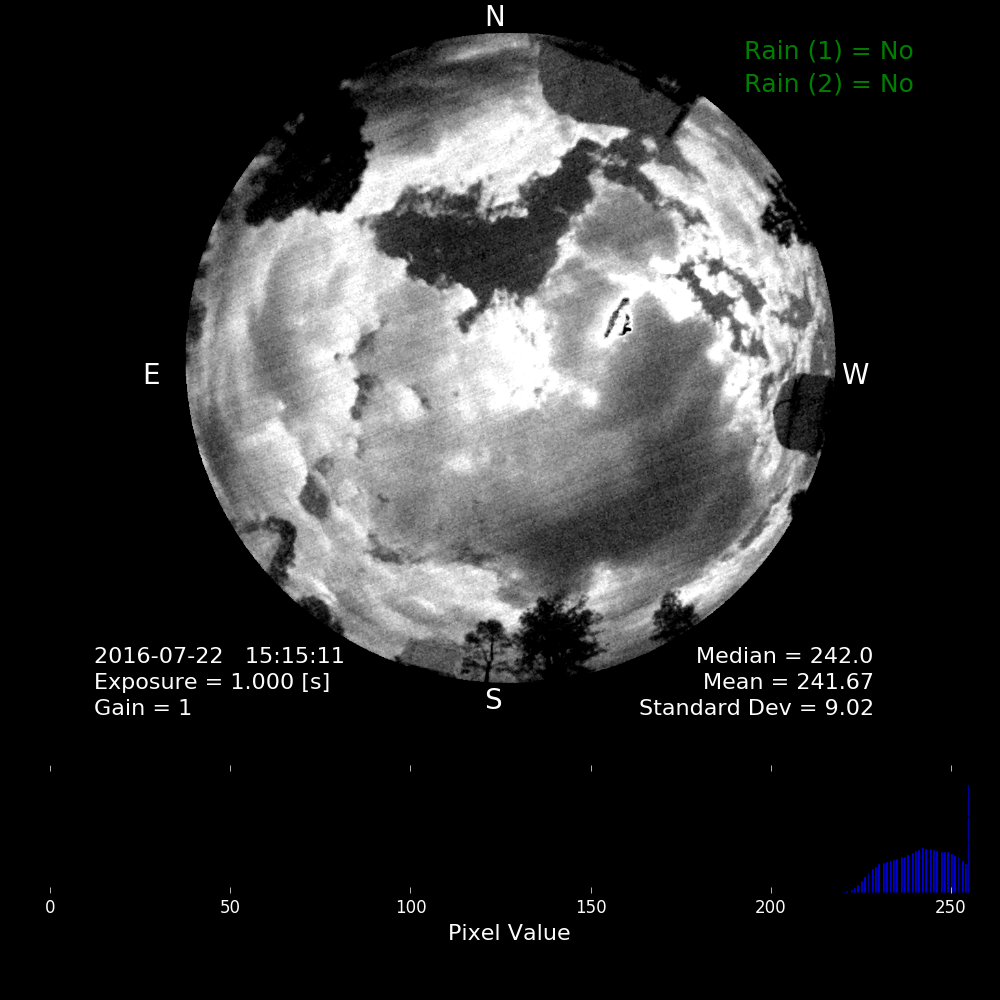 N
Rain (1) = No
Rain (2) = No
E
W
2016-07-22   15:15:11
Exposure = 1.000 [s]
Gain = 1
Median = 242.0
Mean = 241.67
Standard Dev = 9.02
S
0 50 100 150 200 250
Pixel Value